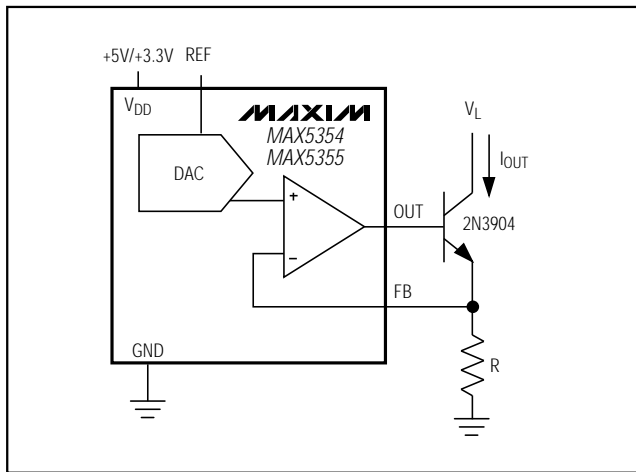 +5V/+3.3V REF
VDD
MAXIM
MAX5354
MAX5355
DAC
+
−
OUT
FB
GND
VL
IOUT
2N3904
R